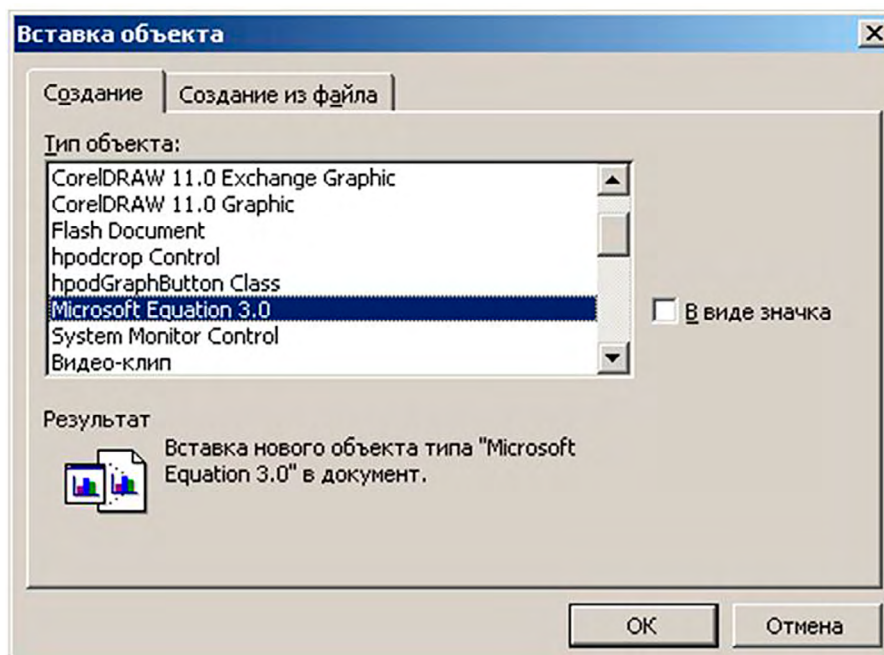 Вставка объекта
Создание
Создание из файла
Тип объекта:
CorelDRAW 11.0 Exchange Graphic
CorelDRAW 11.0 Graphic
Flash Document
hpodcrop Control
hpodGraphButton Class
Microsoft Equation 3.0
System Monitor Control
Видео-клип
В виде значка
Результат
Вставка нового объекта типа "Microsoft
Equation 3.0" в документ.
ОК
Отмена